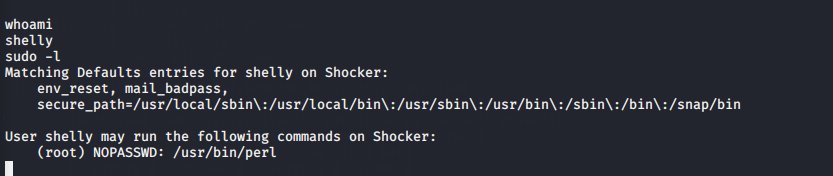 whoami
shelly
sudo -l
Matching Defaults entries for shelly on Shocker:
    env_reset, mail_badpass,
    secure_path=/usr/local/sbin\:/usr/local/bin\:/usr/sbin\:/usr/bin\:/sbin\:/bin\:/snap/bin

User shelly may run the following commands on Shocker:
    (root) NOPASSWD: /usr/bin/perl